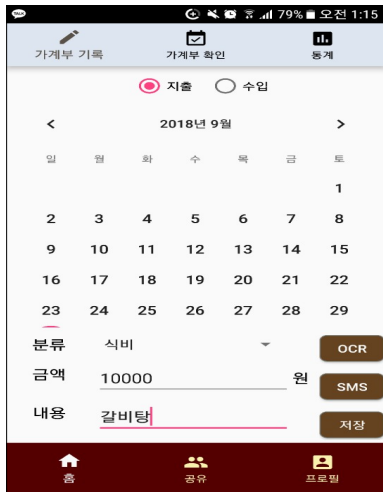 TALK 79% 오전 1:15
가계부 기록 가계부 확인 통계
지출 수입
< 2018년 9월 >
일 월 화 수 목 금 토
1
2 3 4 5 6 7 8
9 10 11 12 13 14 15
16 17 18 19 20 21 22
23 24 25 26 27 28 29
분류 식비 OCR
금액 10000 원 SMS
내용 갈비탕 저장
홈 공유 프로필